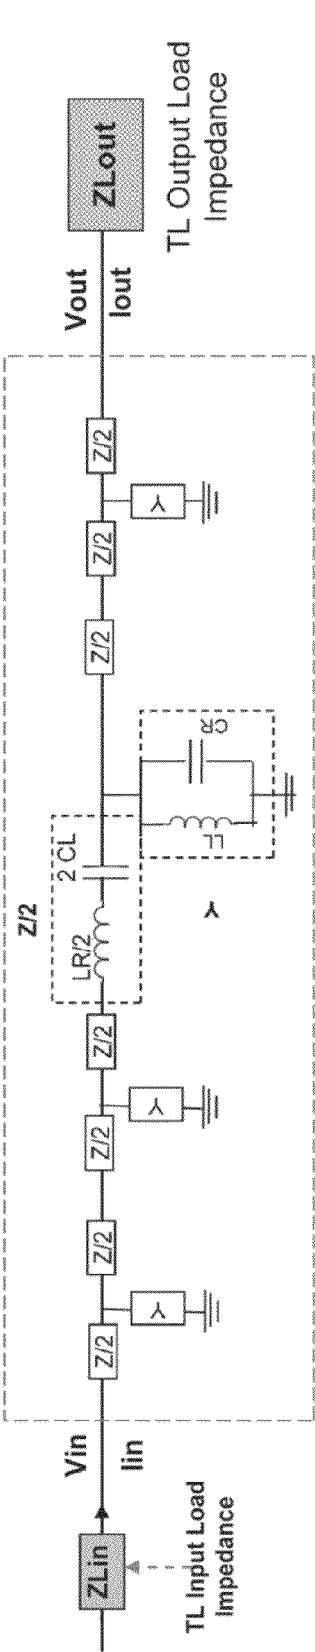 ZLin
TL Input Load
Impedance
Vin
Iin
Z/2
Y
Z/2
Z/2
Y
Z/2
Z/2
LR/2
2 CL
LL
CR
Y
Z/2
Z/2
Y
Z/2
Vout
Iout
ZLout
TL Output Load
Impedance